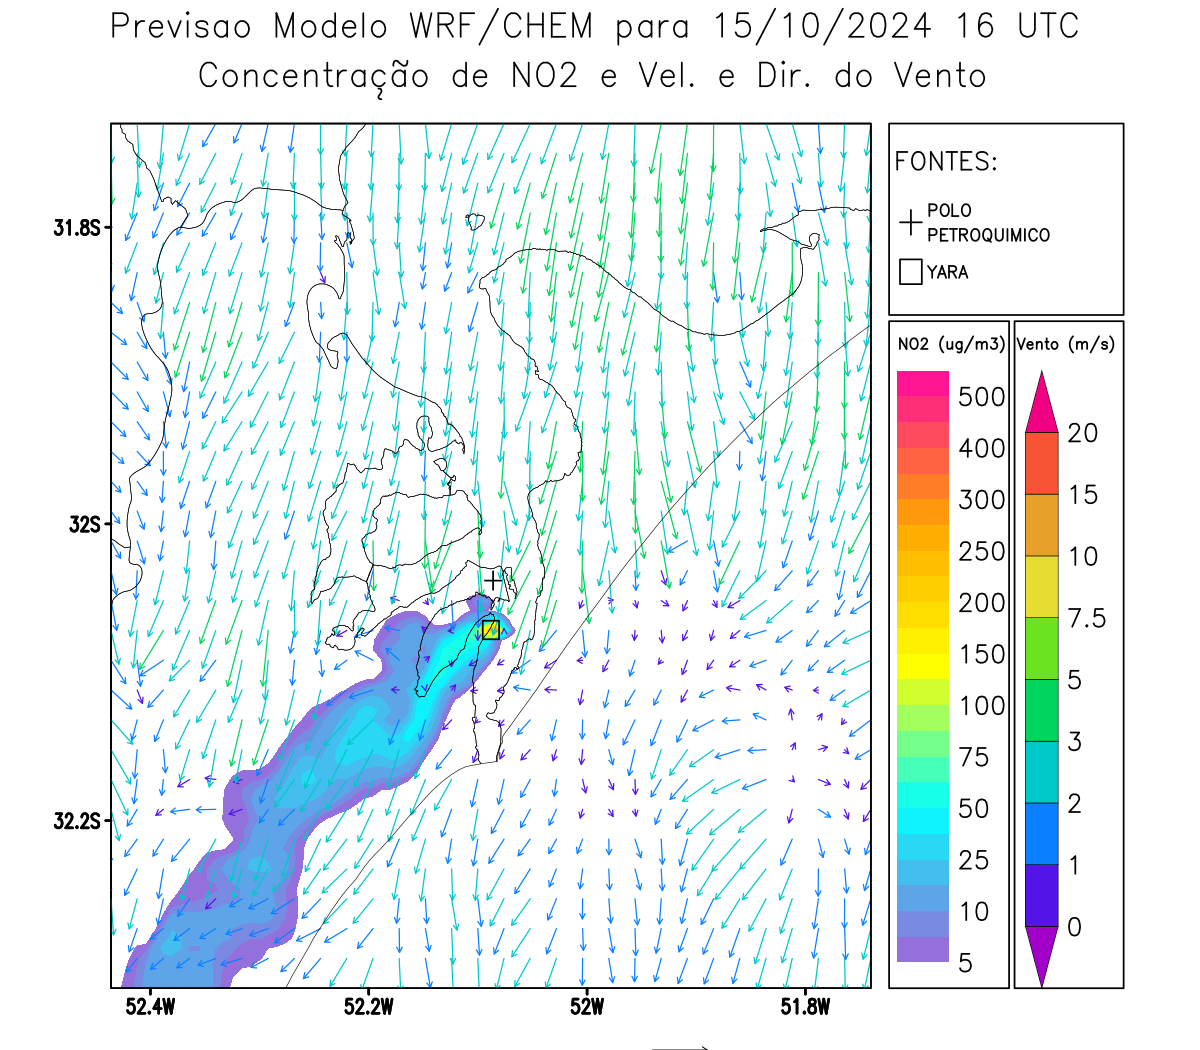 Previsao Modelo WRF/CHEM para 15/10/2024 16 UTC
Concentração de NO2 e Vel. e Dir. do Vento
FONTES:
POLO
PETROQUIMICO
YARA
NO2 (ug/m3)
500
400
300
250
200
150
100
75
50
25
10
5
Vento (m/s)
20
15
10
7.5
5
3
2
1
0
31.8S
32S
32.2S
52.4W
52.2W
52W
51.8W